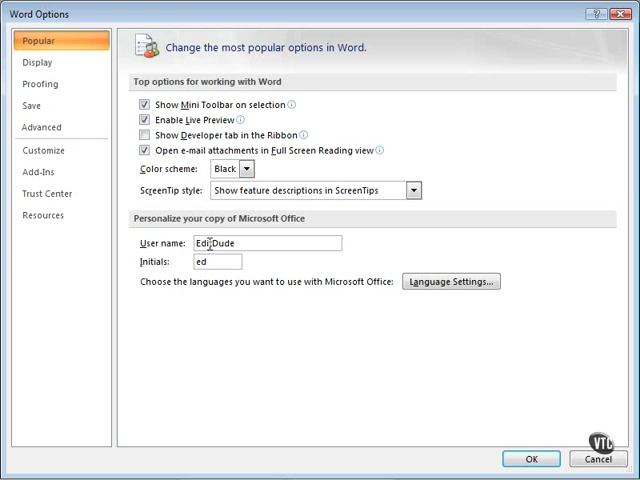 Word Options
Popular
Display
Proofing
Save
Advanced
Customize
Add-Ins
Trust Center
Resources
Change the most popular options in Word.
Top options for working with Word
Show Mini Toolbar on selection
Enable Live Preview
Show Developer tab in the Ribbon
Open e-mail attachments in Full Screen Reading view
Color scheme: Black
ScreenTip style: Show feature descriptions in ScreenTips
Personalize your copy of Microsoft Office
User name:
Initials: ed
Choose the languages you want to use with Microsoft Office: Language Settings...
VTC
OK Cancel